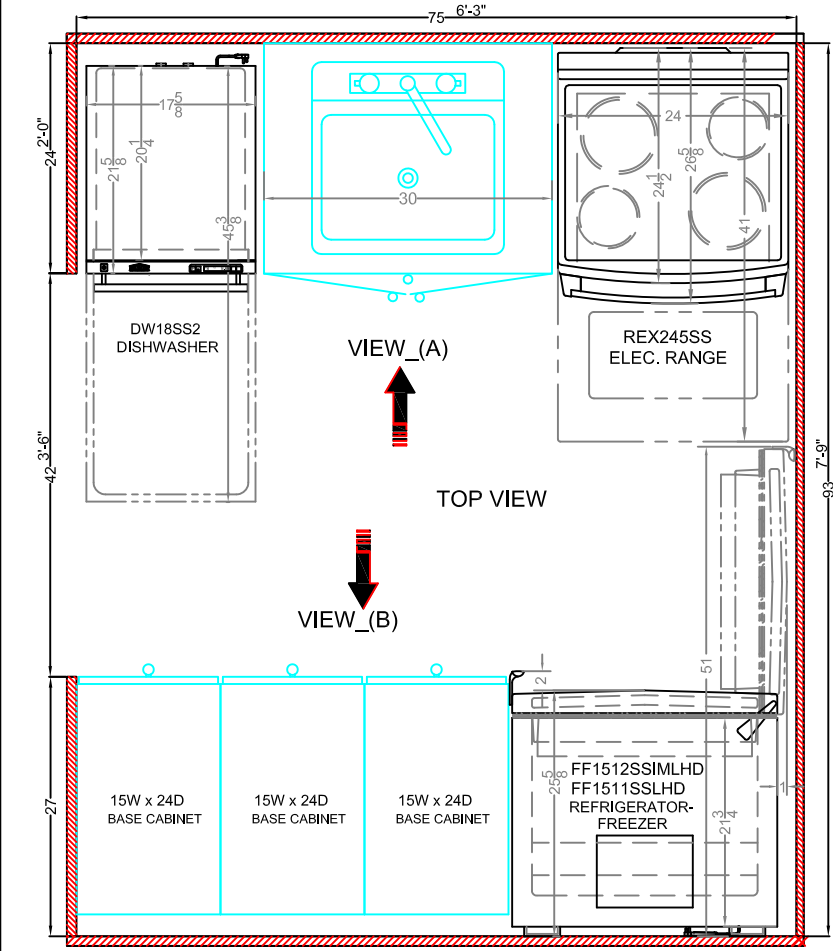 75 6'-3"
24 2'-0"
17 5/8
21 5/8
20 1/4
45 3/8
30
24
24 1/2
26 5/8
41
DW18SS2
DISHWASHER
VIEW_(A)
REX245SS
ELEC. RANGE
42 3'-6"
93 7'-9"
TOP VIEW
VIEW_(B)
51
2
27
15W x 24D
BASE CABINET
15W x 24D
BASE CABINET
15W x 24D
BASE CABINET
25 5/8
FF1512SSIMLHD
FF1511SSLHD
REFRIGERATOR-
FREEZER
1
21 3/4